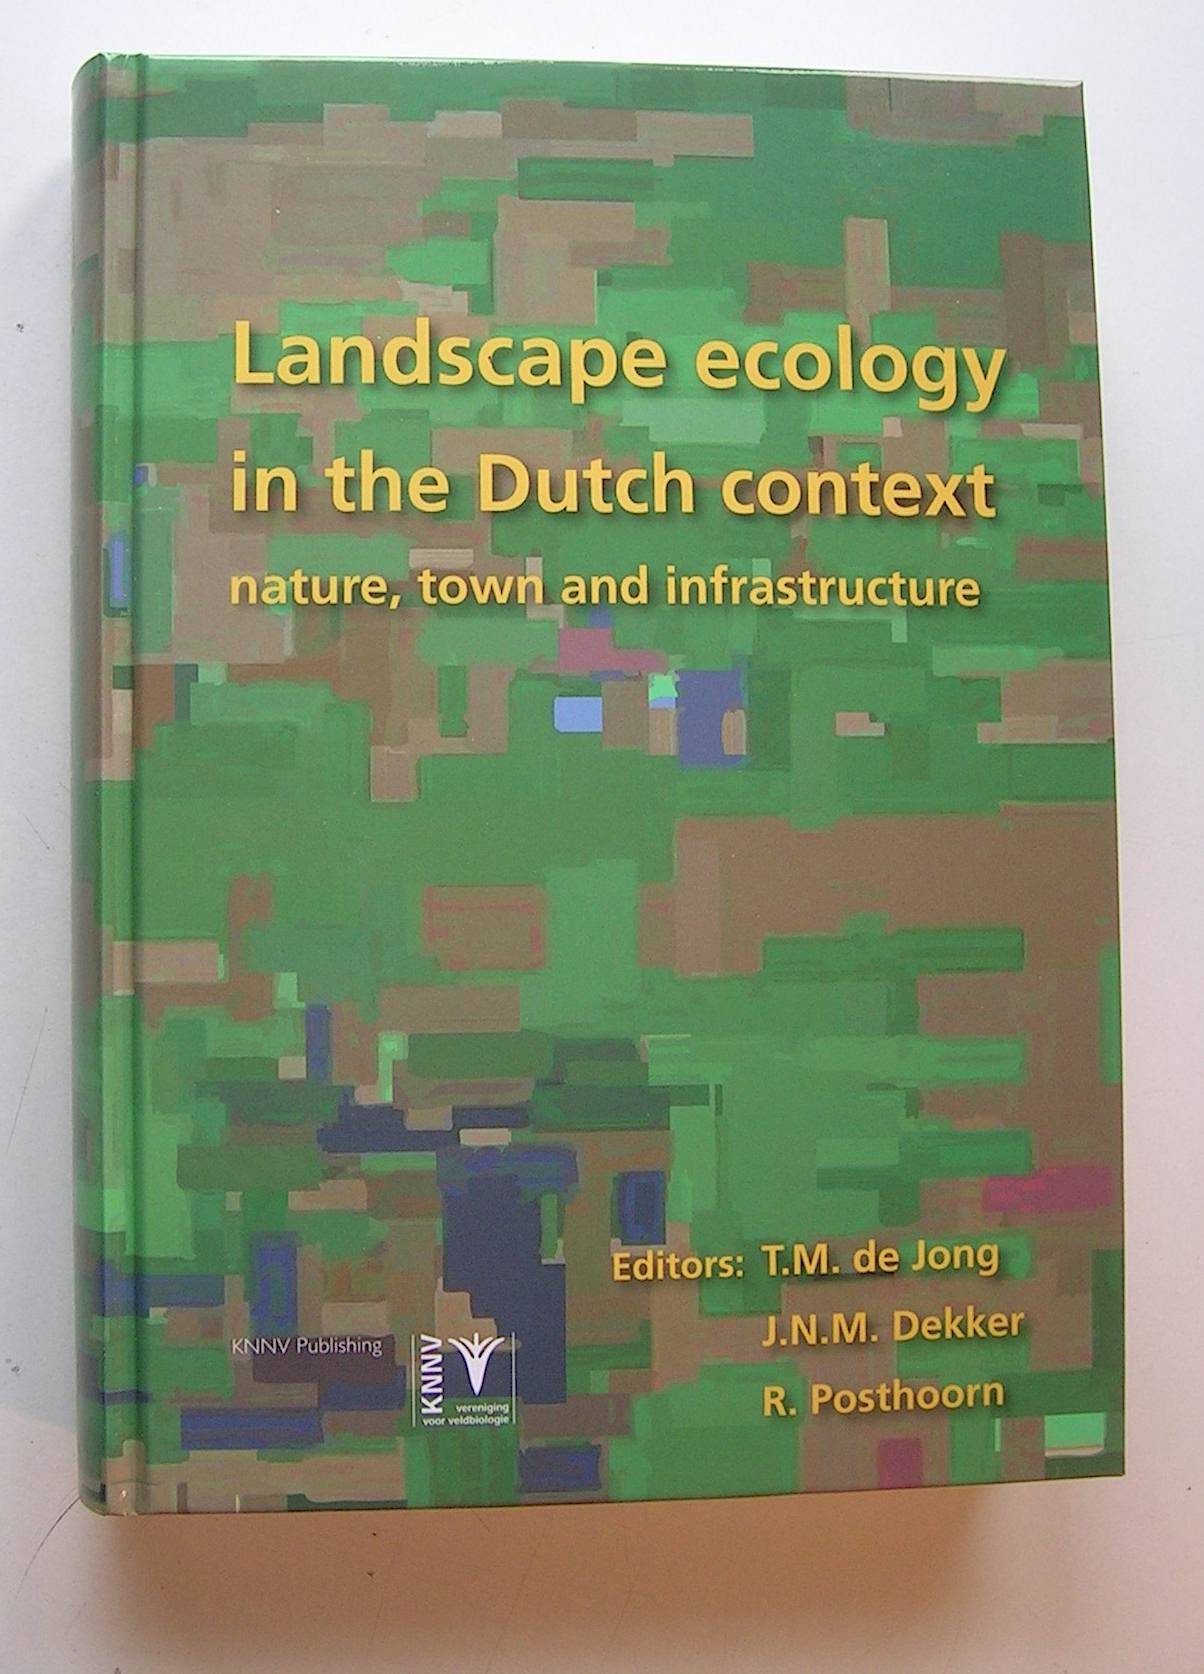 Landscape ecology
in the Dutch context
nature, town and infrastructure
Editors: T.M. de Jong
J.N.M. Dekker
R. Posthoorn
KNNV Publishing
KNNV
vereniging
voor veldbiologie